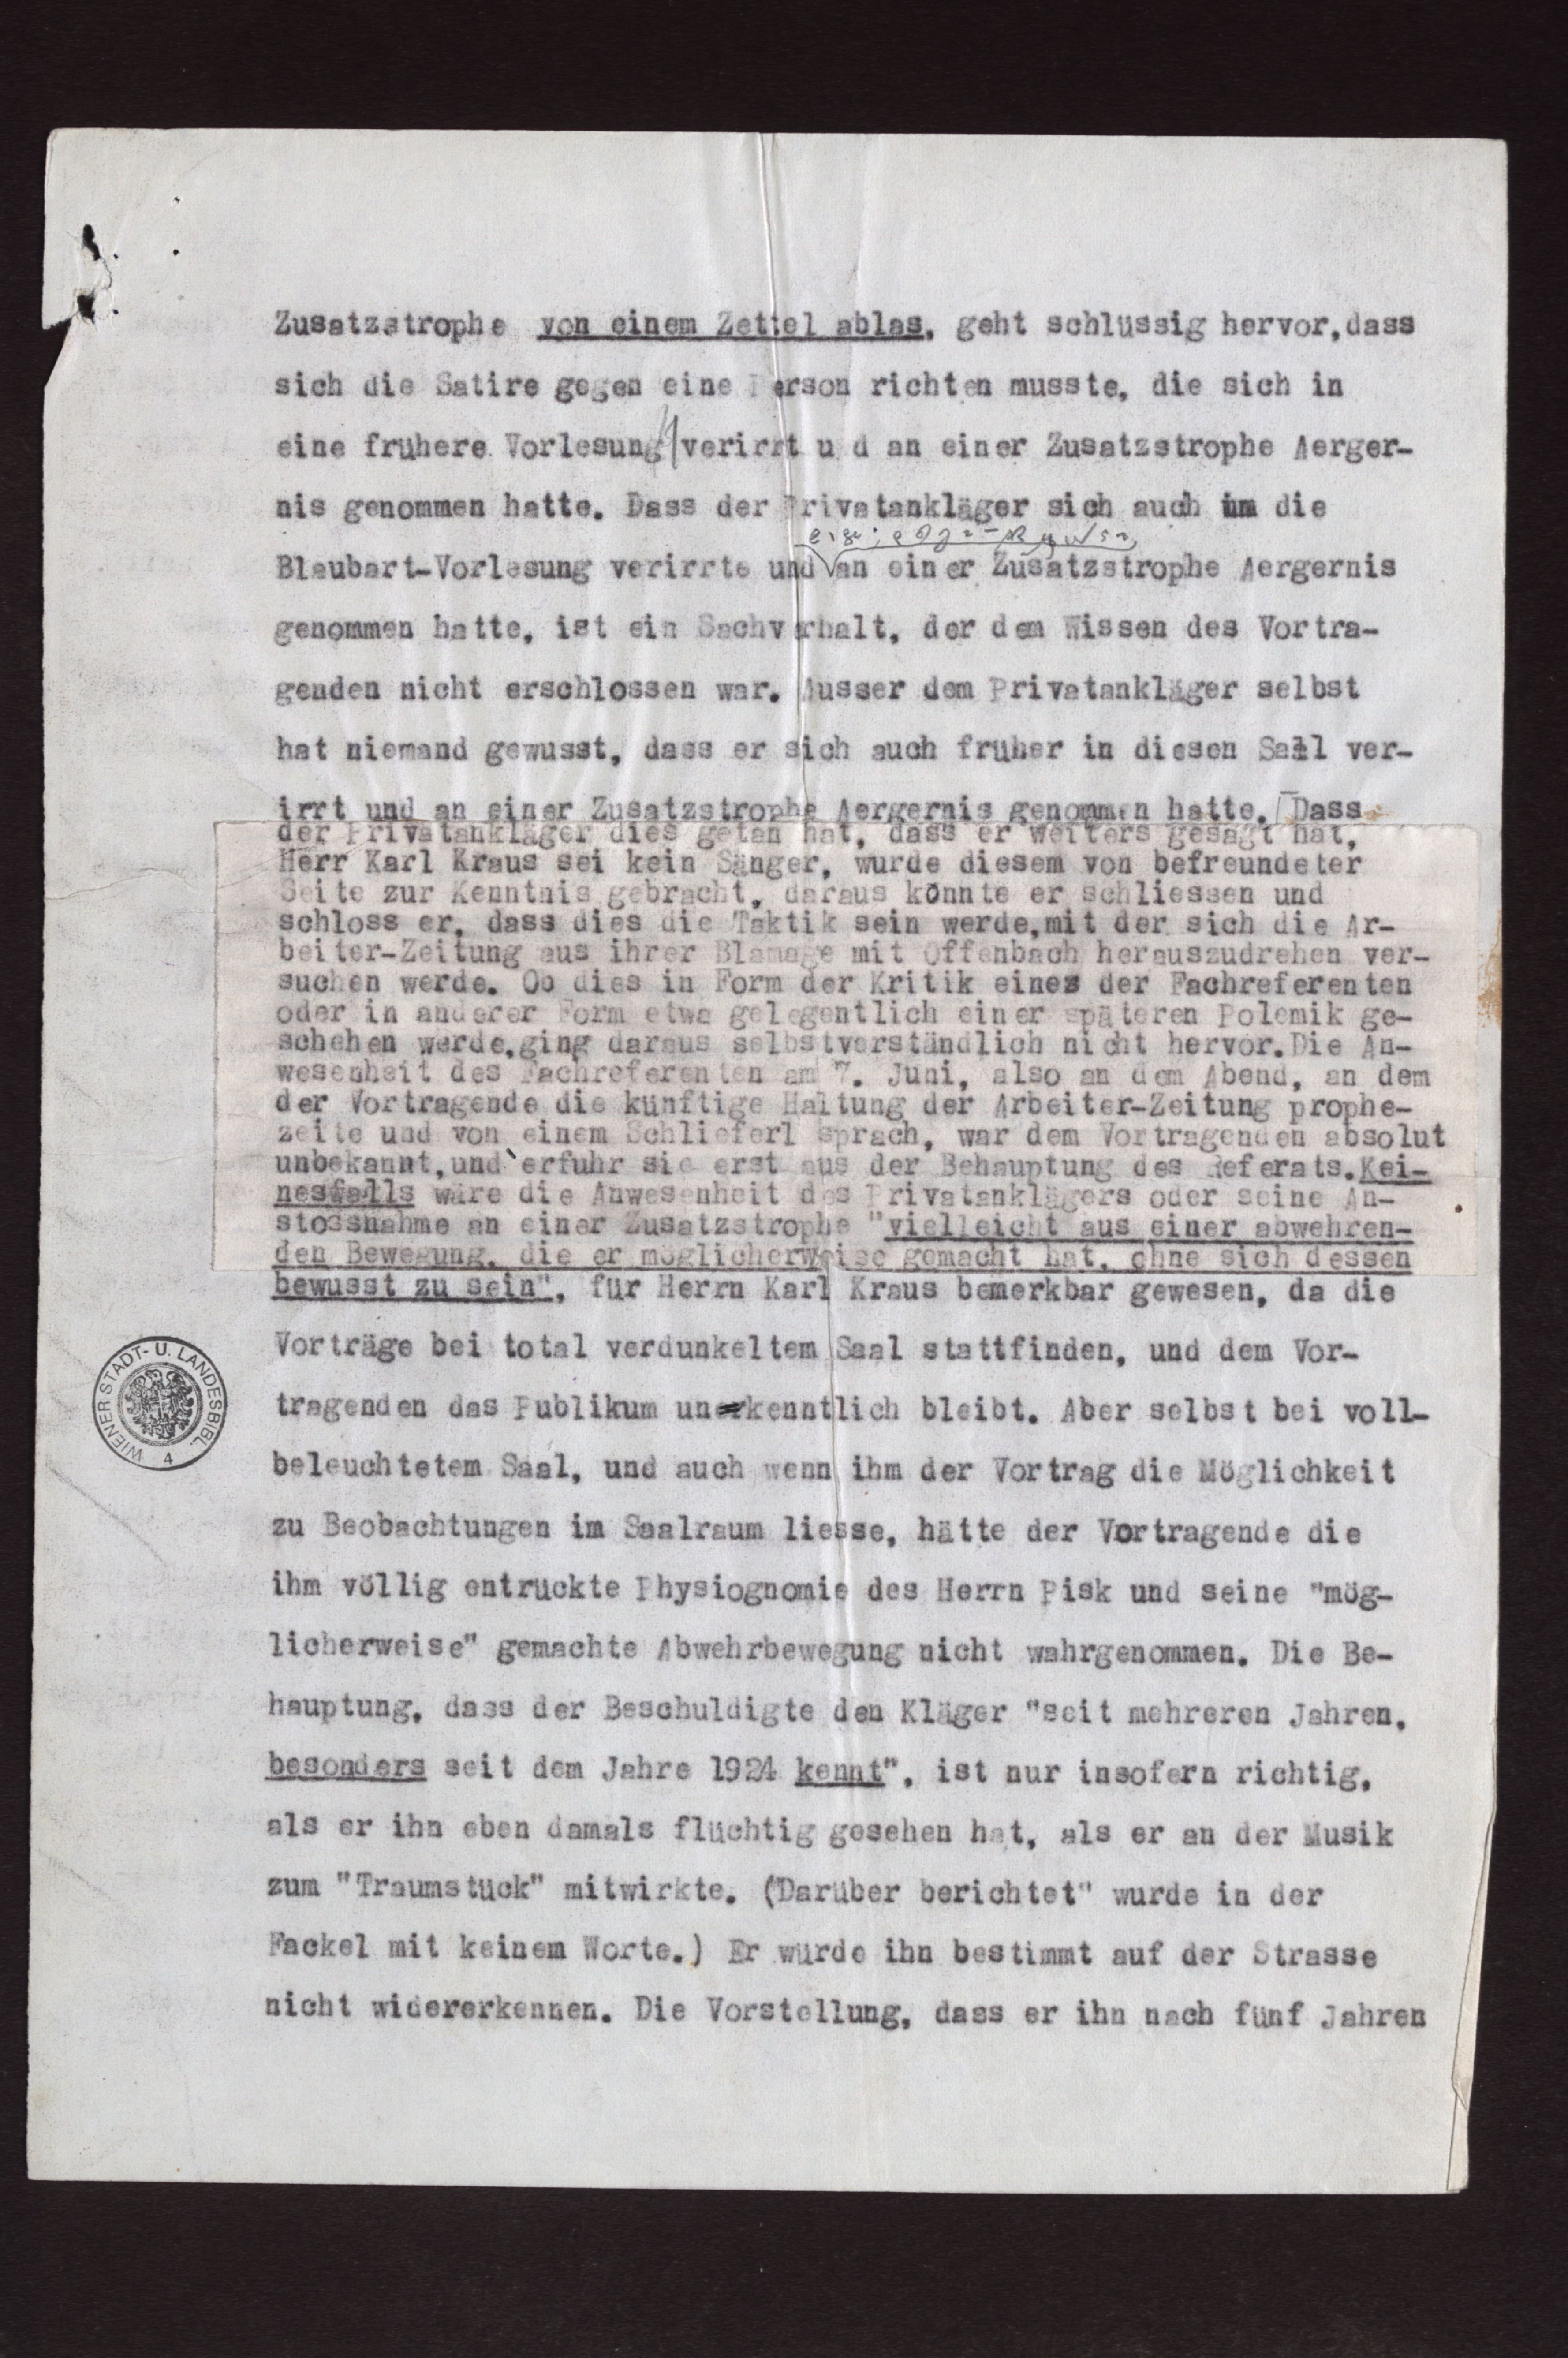 Zusatzstrophe von einem Zettel ablas, geht schlüssig hervor,dass
sich die Satire gegen eine Person richten musste, die sich in
eine frühere Vorlesung verirrt und an einer Zusatzstrophe Aerger-
nis genommen hatte. Dass der Privatankläger sich auch in die
Blaubart-Vorlesung verirrte und an einer Zusatzstrophe Aergernis
genommen hatte, ist ein Sachverhalt, der dem Wissen des Vortra-
genden nicht erschlossen war. Ausser dem Privatankläger selbst
hat niemand gewusst, dass er sich auch früher in diesen Saal ver-
irrt und an einer Zusatzstrophe Aergernis genommen hatte. Dass
der Privatankläger dies getan hat, dass er weiters gesagt hat,
Herr Karl Kraus sei kein Sänger, wurde diesem von befreundeter
Seite zur Kenntnis gebracht, daraus konnte er schliessen und
schloss er, dass dies die Taktik sein werde,mit der sich die Ar-
beiter-Zeitung aus ihrer Blamage mit Offenbach herauszudrehen ver-
suchen werde. Ob dies in Form der Kritik eines der Fachreferenten
oder in anderer Form etwa gelegentlich einer späteren Polemik ge-
schehen werde,ging daraus selbstverständlich nicht hervor.Die An-
wesenheit des Fachreferenten am 7. Juni, also an dem Abend, an dem
der Vortragende die künftige Haltung der Arbeiter-Zeitung prophe-
zeite und von einem Schlieferl sprach, war dem Vortragenden absolut
unbekannt,und erfuhr sie erst aus der Behauptung des Referats.Kei-
nesfalls wäre die Anwesenheit des Privatanklägers oder seine An-
stossnahme an einer Zusatzstrophe "vielleicht aus einer abwehren-
den Bewegung, die er möglicherweise gemacht hat, ohne sich dessen
bewusst zu sein", für Herrn Karl Kraus bemerkbar gewesen, da die
Vorträge bei total verdunkeltem Saal stattfinden, und dem Vor-
tragenden das Publikum unkenntlich bleibt. Aber selbst bei voll-
beleuchtetem Saal, und auch wenn ihm der Vortrag die Möglichkeit
zu Beobachtungen im Saalraum liesse, hätte der Vortragende die
ihm völlig entrückte Physiognomie des Herrn Pisk und seine "mög-
licherweise" gemachte Abwehrbewegung nicht wahrgenommen. Die Be-
hauptung, dass der Beschuldigte den Kläger "seit mehreren Jahren,
besonders seit dem Jahre 1924 kennt", ist nur insofern richtig,
als er ihn eben damals flüchtig gesehen hat, als er an der Musik
zum "Traumstück" mitwirkte. ("Darüber berichtet" wurde in der
Fackel mit keinem Worte.) Er würde ihn bestimmt auf der Strasse
nicht widererkennen. Die Vorstellung, dass er ihn nach fünf Jahren
WIENER STADT- U. LANDESBIBL.
4